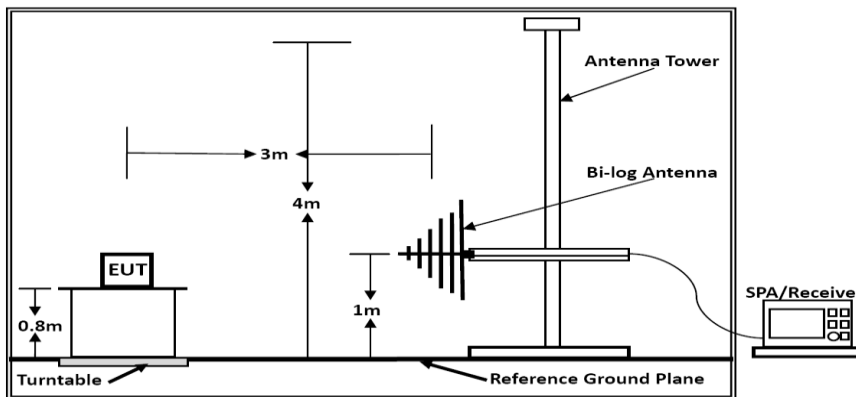 Antenna Tower
3m
Bi-log Antenna
4m
EUT
1m
SPA/Receive
0.8m
Turntable
Reference Ground Plane